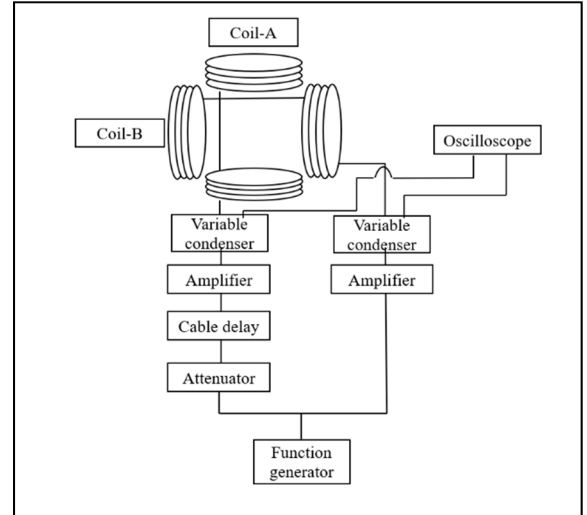 Coil-A
Coil-B
Oscilloscope
Variable
condenser
Variable
condenser
Amplifier
Amplifier
Cable delay
Attenuator
Function
generator